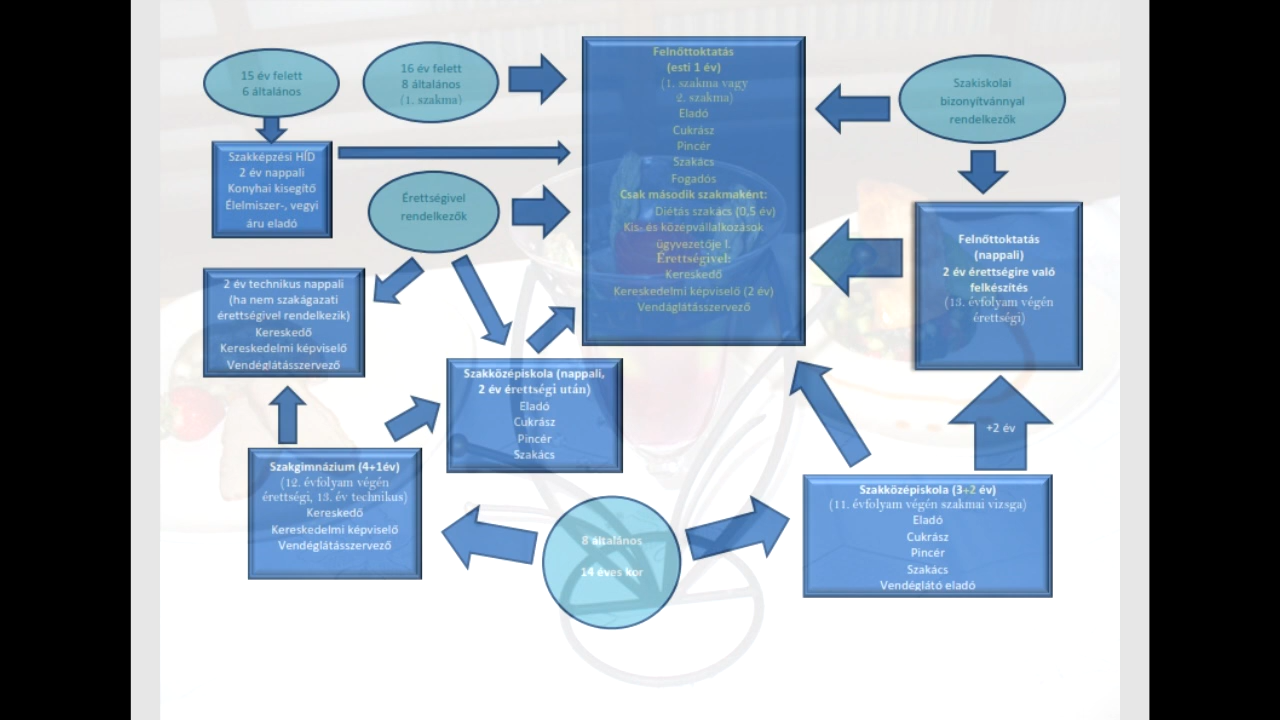 15 év felett
6 általános
16 év felett
8 általános
(1. szakma)
Felnőttoktatás
(esti 1 év)
(1. szakma vagy
2. szakma)
Eladó
Cukrász
Pincér
Szakács
Fogadós
Csak második szakmaként:
Diétás szakács (0,5 év)
Kis- és középvállalkozások
ügyvezetője I.
Érettségivel:
Kereskedő
Kereskedelmi képviselő (2 év)
Vendáglátásszervező
Szakiskolai
bizonyítvánnyal
rendelkezők
Szakképzési HÍD
2 év nappali
Konyhai kisegítő
Élelmiszer-, vegyi
áru eladó
Érettségivel
rendelkezők
Felnőttoktatás
(nappali)
2 év érettségire való
felkészítés
(13. évfolyam végén
érettségi)
2 év technikus nappali
(ha nem szakágazati
érettségivel rendelkezik)
Kereskedő
Kereskedelmi képviselő
Vendéglátásszervező
Szakközépiskola (nappali,
2 év érettségi után)
Eladó
Cukrász
Pincér
Szakács
+2 év
Szakgimnázium (4+1év)
(12. évfolyam végén
érettségi, 13. év technikus)
Kereskedő
Kereskedelmi képviselő
Vendéglátásszervező
8 általános
14 éves kor
Szakközépiskola (3+2 év)
(11. évfolyam végén szakmai vizsga)
Eladó
Cukrász
Pincér
Szakács
Vendéglátó eladó